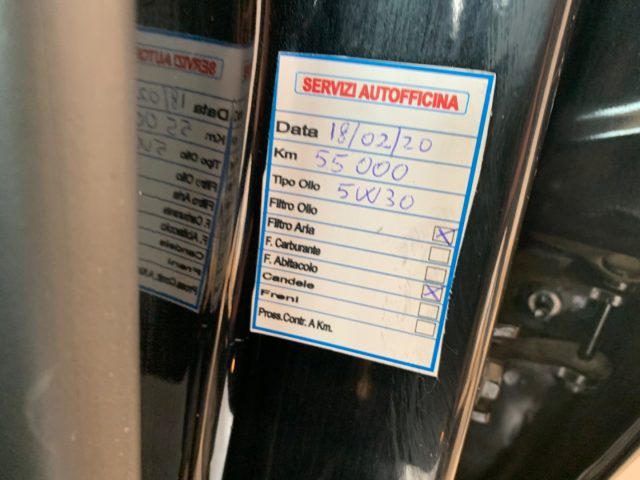 SERVIZI AUTOFFICINA
Data 18/02/20
Km 55000
Tipo Olio 5W30
Filtro Olio
Filtro Aria
F. Carburante
F. Abitacolo
Candele
Freni
Pross.Contr. A Km.